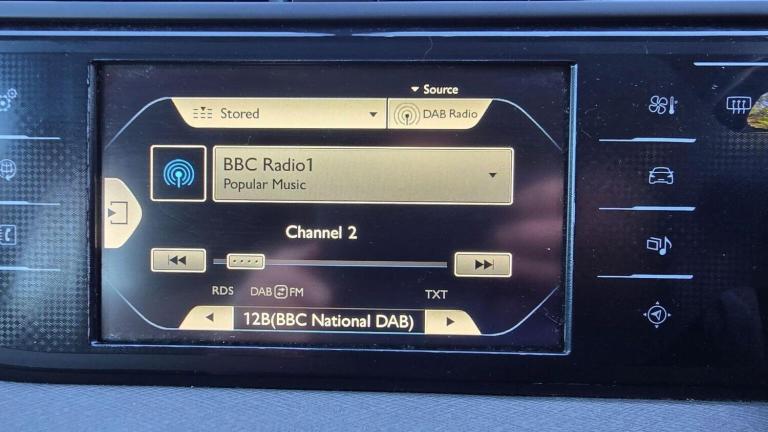 Source
Stored
DAB Radio
BBC Radio1
Popular Music
Channel 2
RDS DAB FM TXT
12B(BBC National DAB)